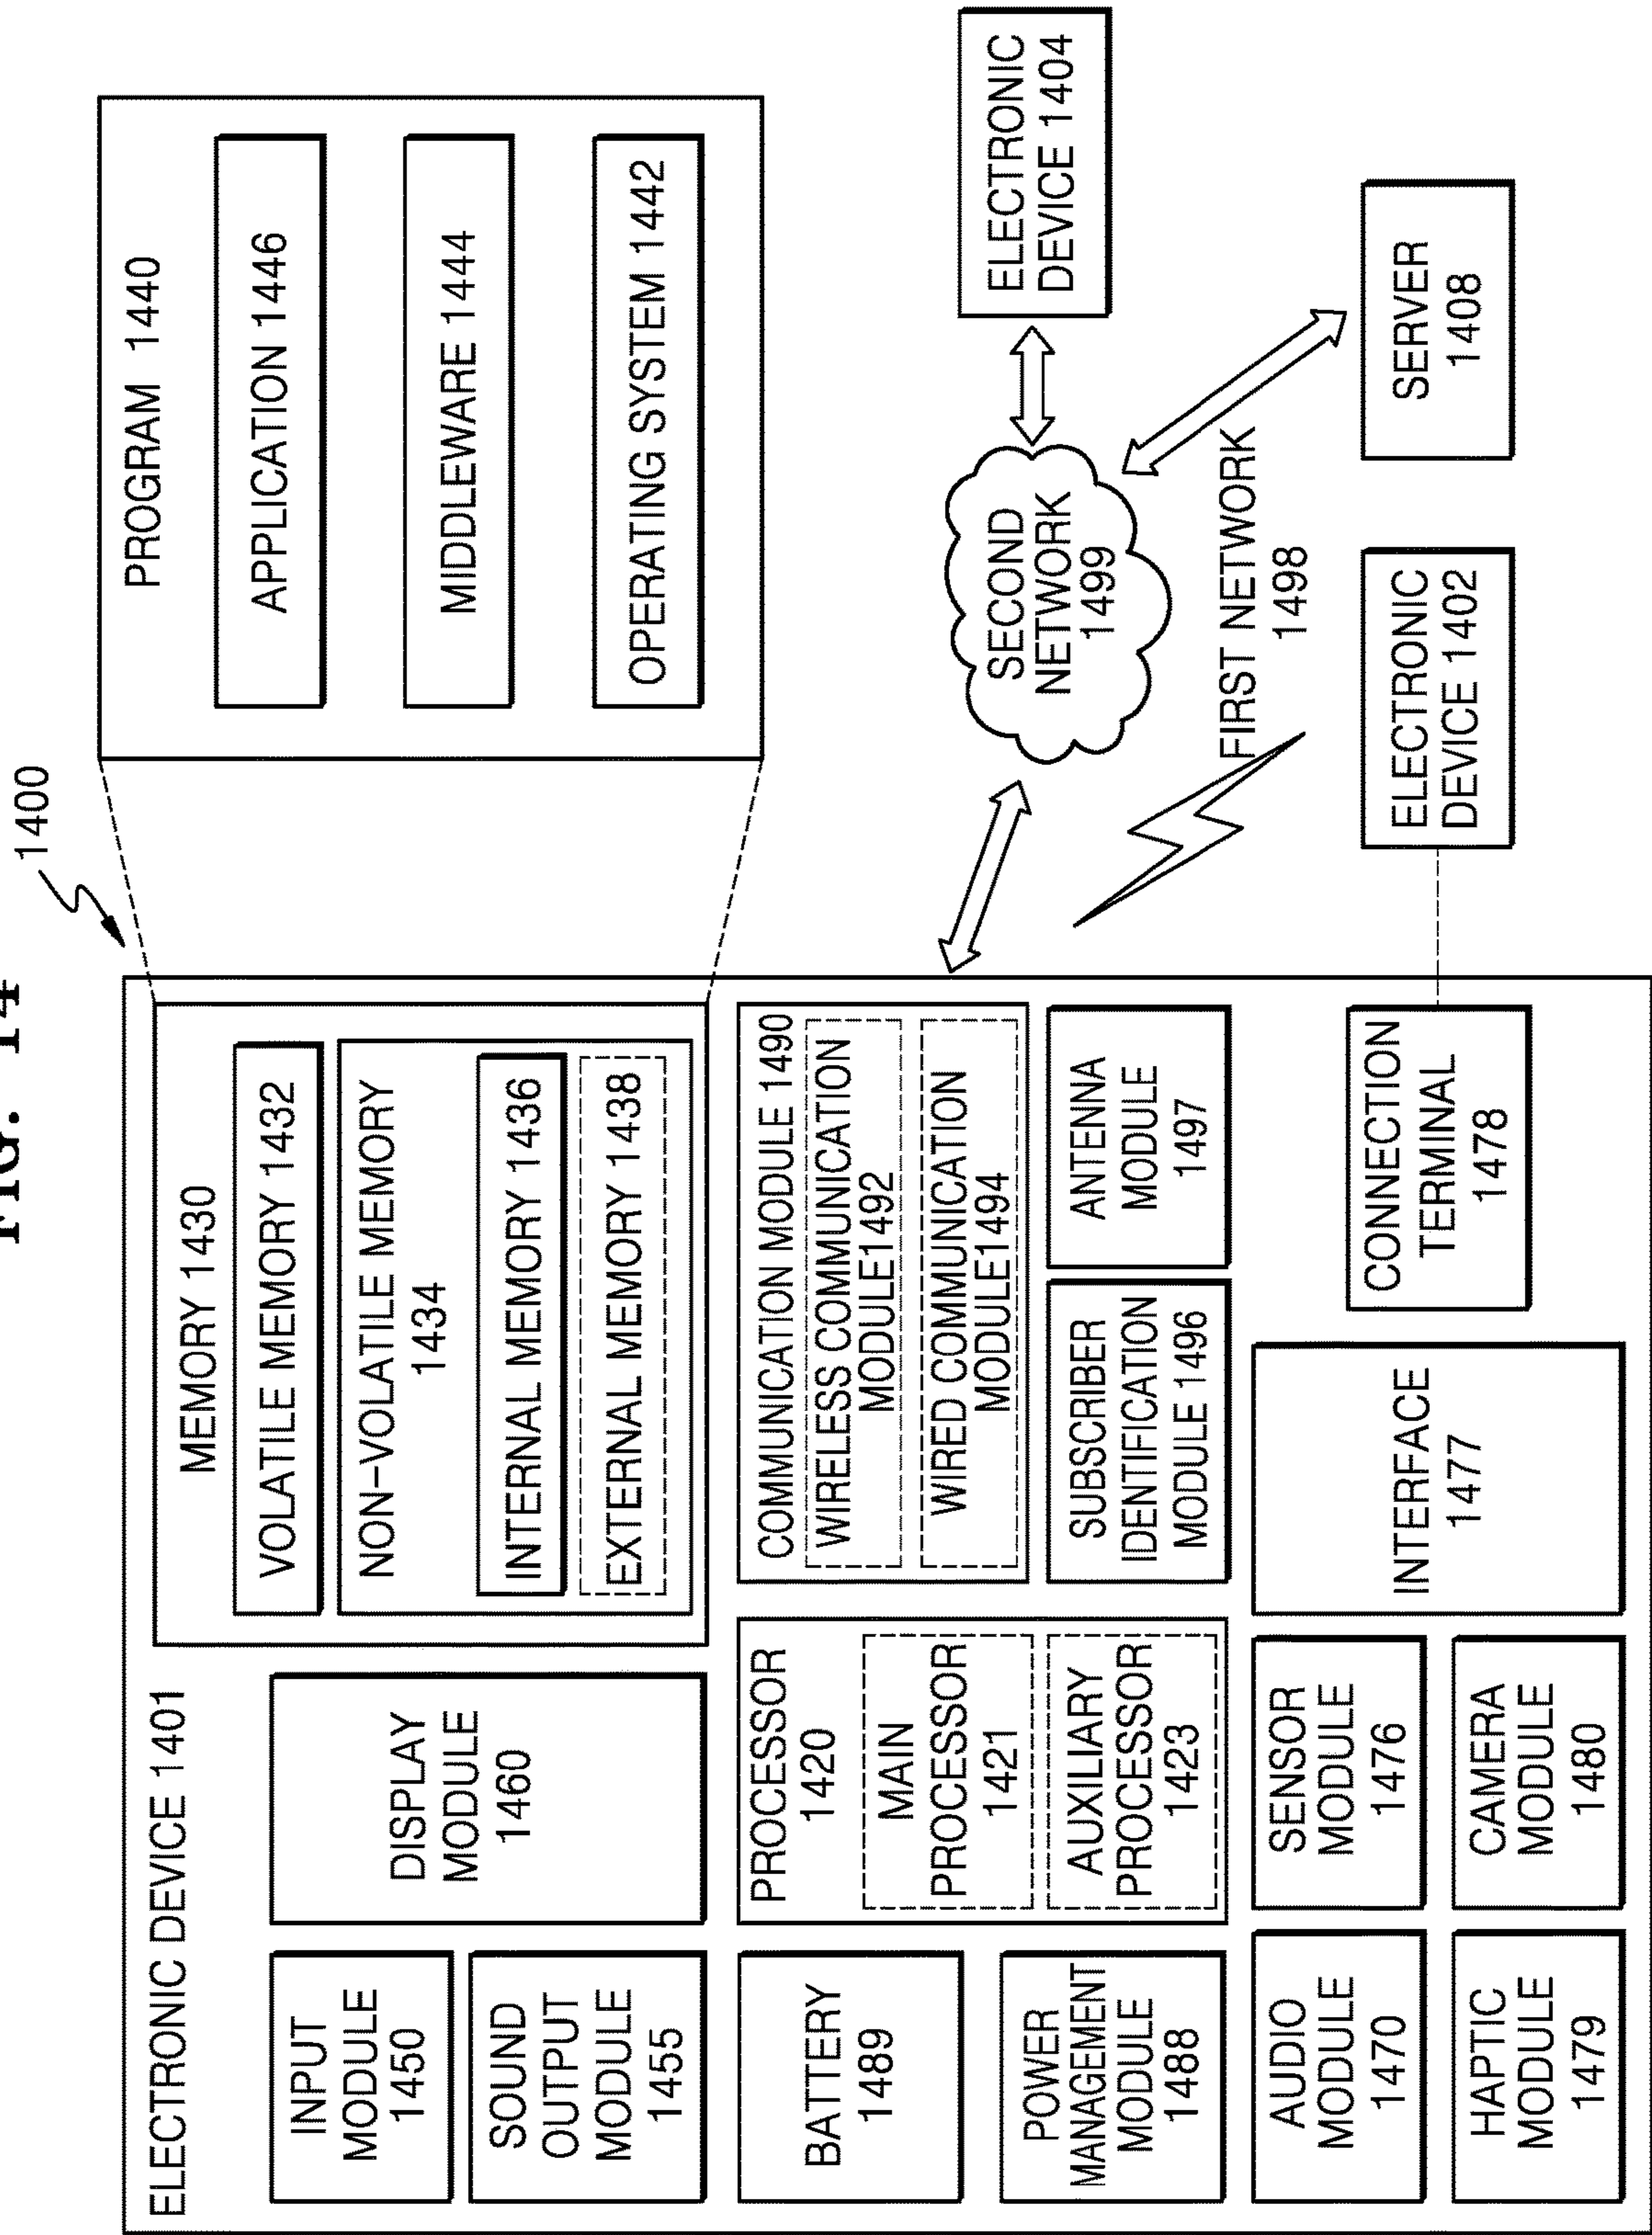 FIG. 14
1400
ELECTRONIC DEVICE 1401
INPUT
MODULE
1450
SOUND
OUTPUT
MODULE
1455
DISPLAY
MODULE
1460
MEMORY 1430
VOLATILE MEMORY 1432
NON-VOLATILE MEMORY
1434
INTERNAL MEMORY 1436
EXTERNAL MEMORY 1438
PROGRAM 1440
APPLICATION 1446
MIDDLEWARE 1444
OPERATING SYSTEM 1442
BATTERY
1489
POWER
MANAGEMENT
MODULE
1488
PROCESSOR
1420
MAIN
PROCESSOR
1421
AUXILIARY
PROCESSOR
1423
COMMUNICATION MODULE 1490
WIRELESS COMMUNICATION
MODULE1492
WIRED COMMUNICATION
MODULE1494
SUBSCRIBER
IDENTIFICATION
MODULE 1496
ANTENNA
MODULE
1497
SECOND
NETWORK
1499
ELECTRONIC
DEVICE 1404
FIRST NETWORK
1498
AUDIO
MODULE
1470
SENSOR
MODULE
1476
INTERFACE
1477
CONNECTION
TERMINAL
1478
HAPTIC
MODULE
1479
CAMERA
MODULE
1480
ELECTRONIC
DEVICE 1402
SERVER
1408